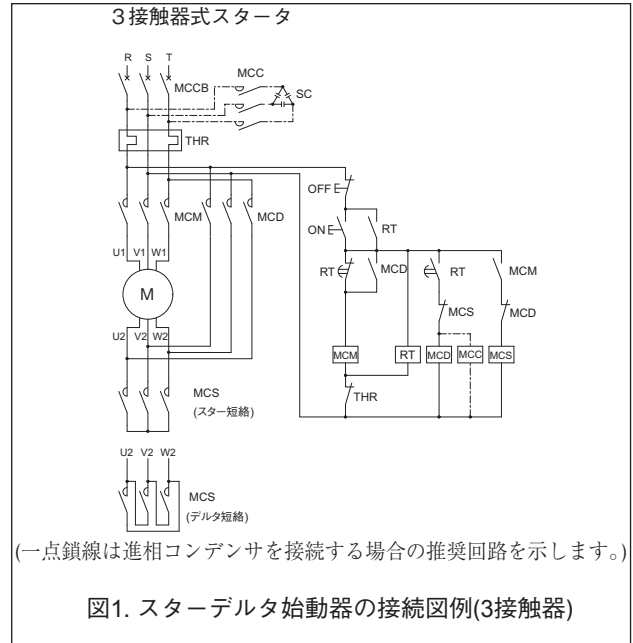 3接触器式スタータ
R S T
MCCB
MCC
SC
THR
OFF
ON
RT
MCM
MCD
RT
MCD
RT
MCM
U1 V1 W1
M
MCS
MCD
U2 V2 W2
MCM
RT
MCD
MCC
MCS
THR
MCS
(スター短絡)
U2 V2 W2
MCS
(デルタ短絡)
(一点鎖線は進相コンデンサを接続する場合の推奨回路を示します。)
図1. スターデルタ始動器の接続図例(3接触器)